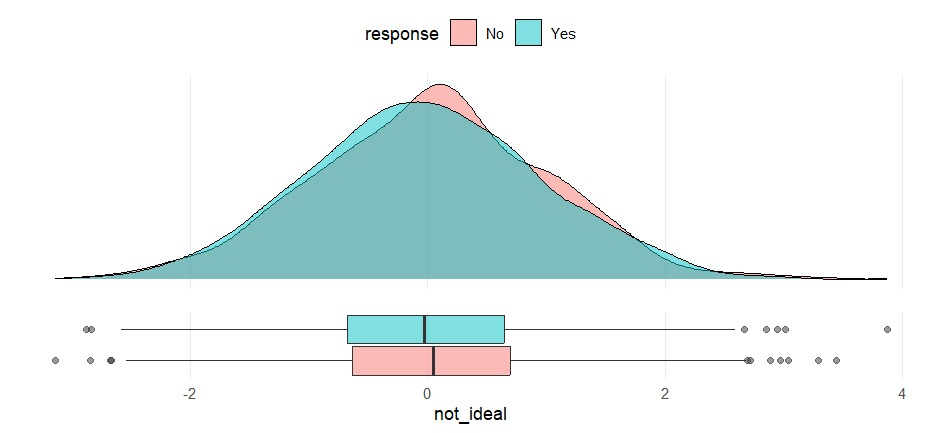 response No Yes
-2 0 2 4
not_ideal